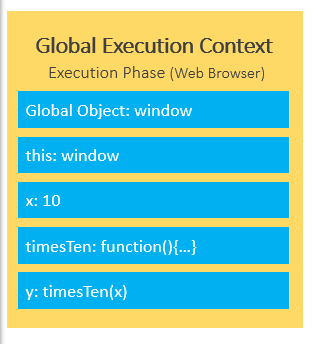 Global Execution Context
Execution Phase (Web Browser)
Global Object: window
this: window
x: 10
timesTen: function(){...}
y: timesTen(x)